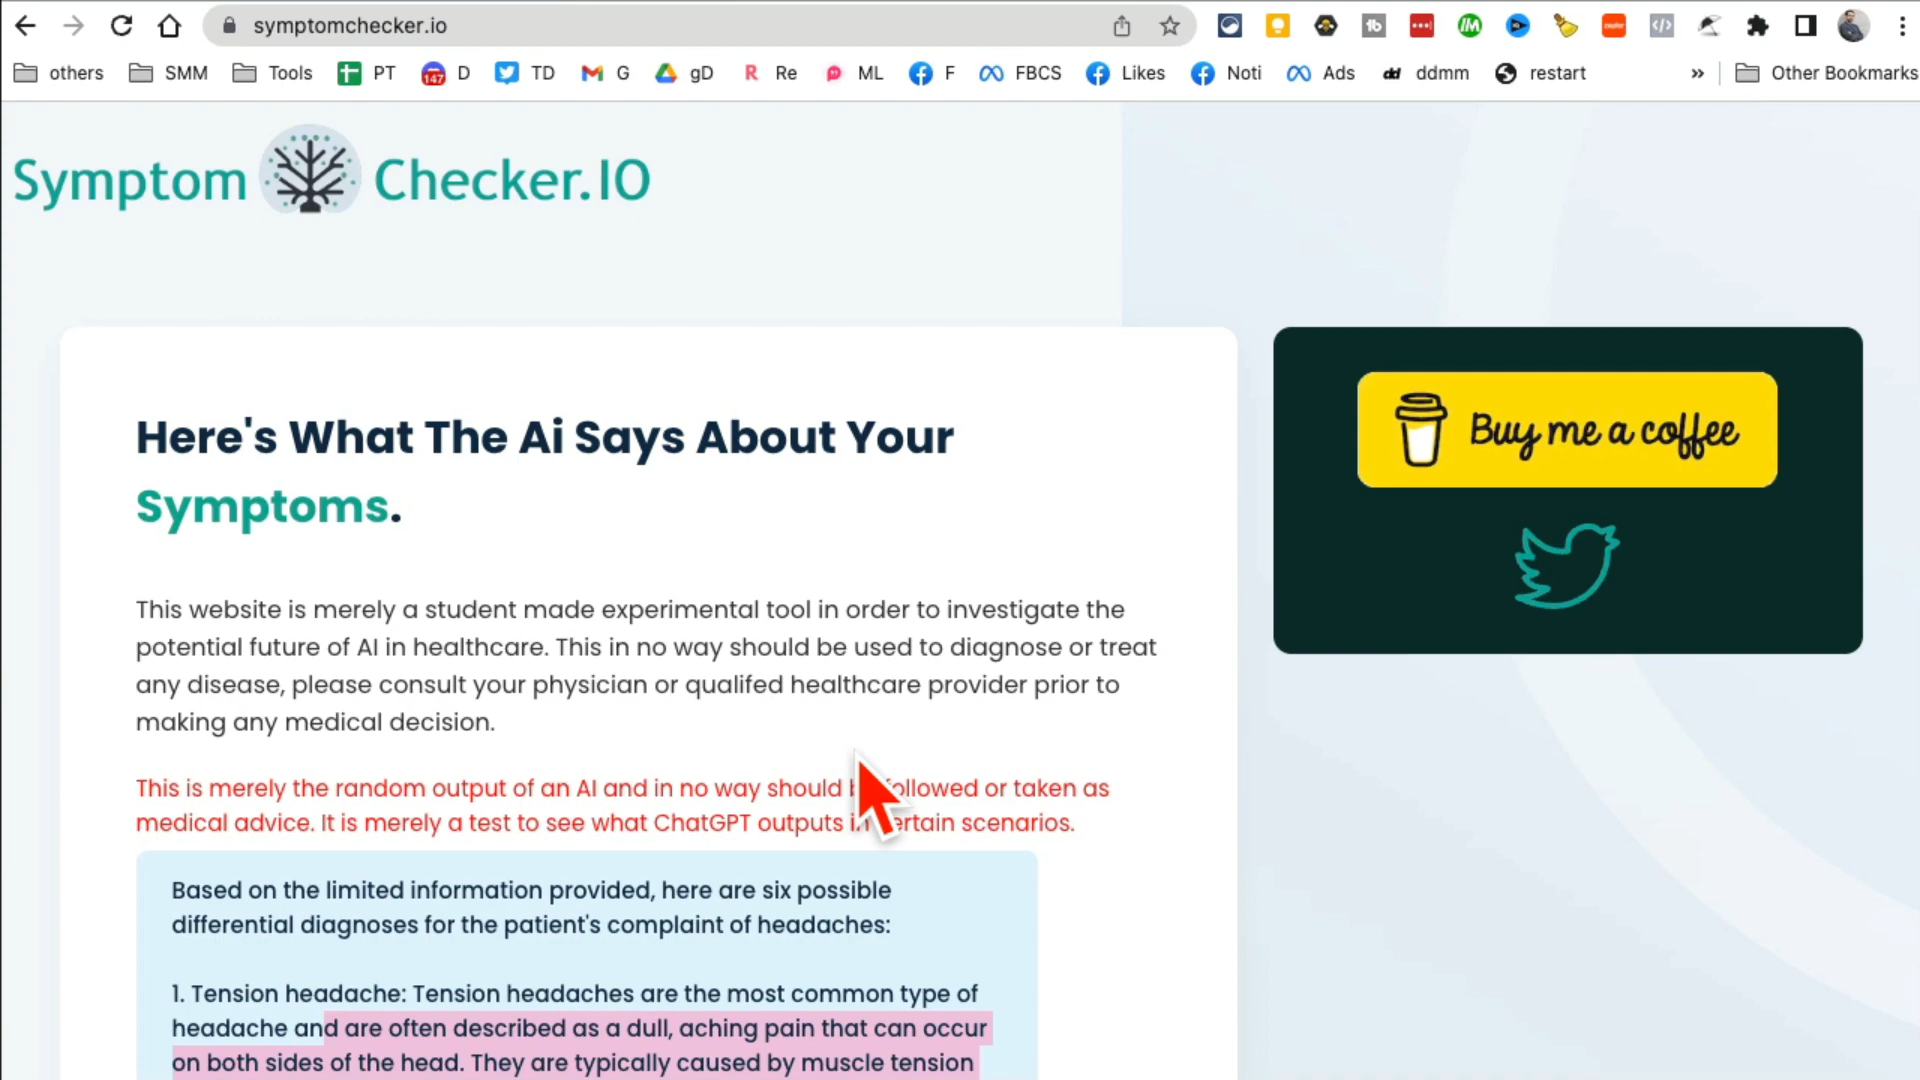 symptomchecker.io
others SMM Tools PT 147 D TD G gD R Re ML F FBCS Likes Noti Ads dd ddmm restart » Other Bookmarks
Symptom Checker.IO
Here's What The Ai Says About Your
Symptoms.
This website is merely a student made experimental tool in order to investigate the
potential future of AI in healthcare. This in no way should be used to diagnose or treat
any disease, please consult your physician or qualifed healthcare provider prior to
making any medical decision.
This is merely the random output of an AI and in no way should followed or taken as
medical advice. It is merely a test to see what ChatGPT outputs scenarios.
Based on the limited information provided, here are six possible
differential diagnoses for the patient's complaint of headaches:
1. Tension headache: Tension headaches are the most common type of
headache and are often described as a dull, aching pain that can occur
on both sides of the head. They are typically caused by muscle tension
Buy me a coffee